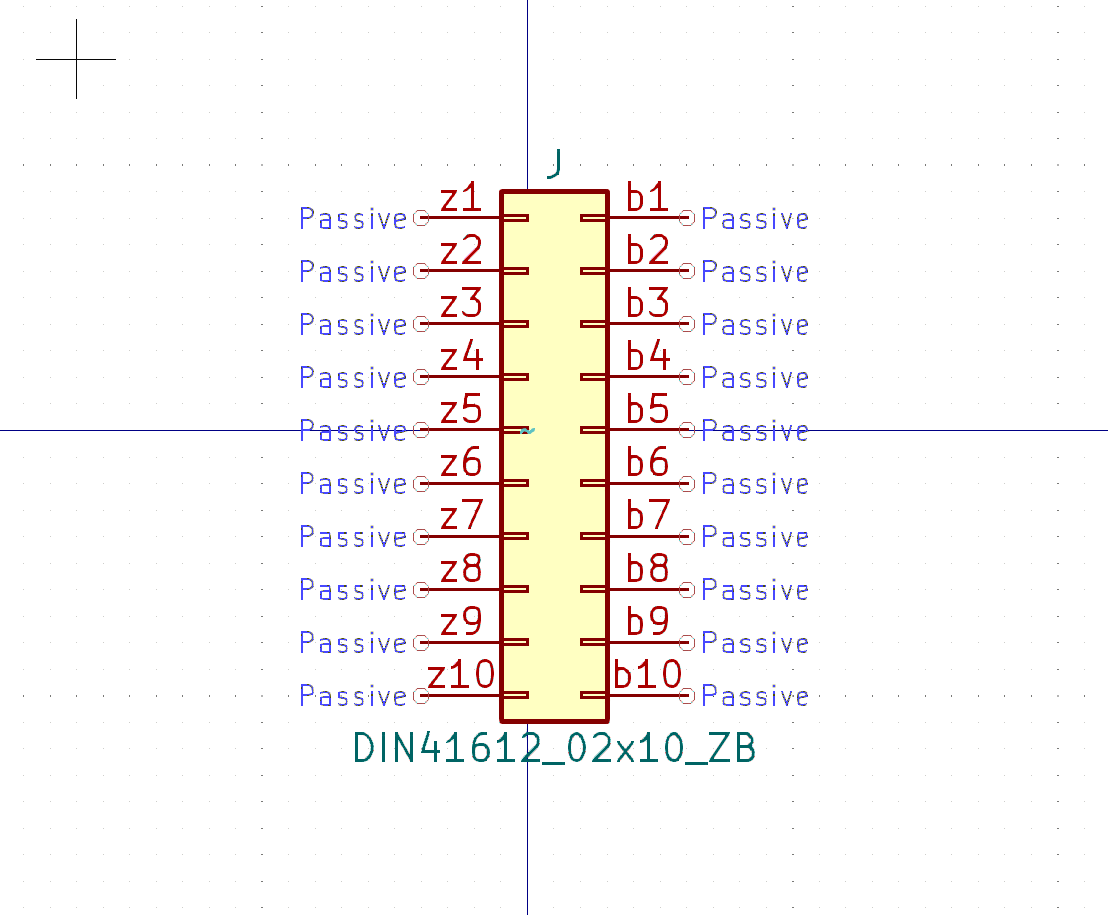 J
Passive z1 b1 Passive
Passive z2 b2 Passive
Passive z3 b3 Passive
Passive z4 b4 Passive
Passive z5 b5 Passive
Passive z6 b6 Passive
Passive z7 b7 Passive
Passive z8 b8 Passive
Passive z9 b9 Passive
Passive z10 b10 Passive
DIN41612_02x10_ZB